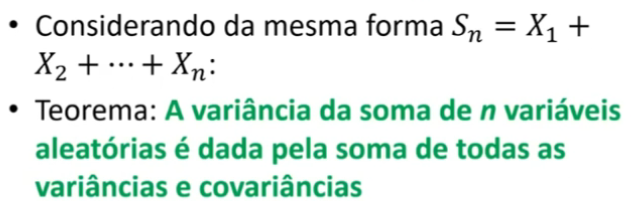 • Considerando da mesma forma Sₙ = X₁ +
X₂ + ⋯ + Xₙ:
• Teorema: A variância da soma de n variáveis
aleatórias é dada pela soma de todas as
variâncias e covariâncias